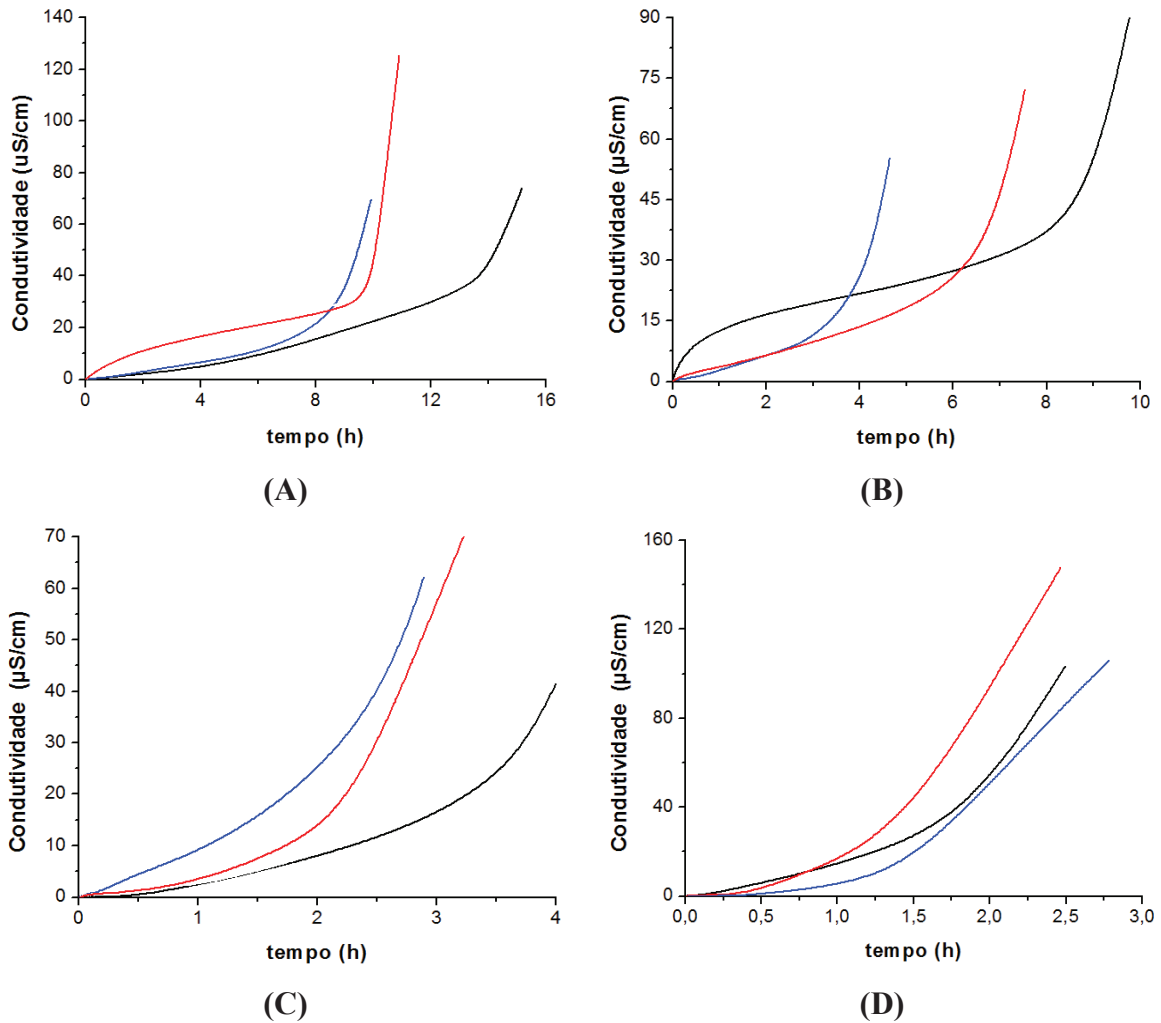 140
120
100
80
60
40
20
0
Condutividade (uS/cm)
0 4 8 12 16
tempo (h)
(A)
90
75
60
45
30
15
0
Condutividade (µS/cm)
0 2 4 6 8 10
tempo (h)
(B)
70
60
50
40
30
20
10
0
Condutividade (µS/cm)
0 1 2 3 4
tempo (h)
(C)
160
120
80
40
0
Condutividade (µS/cm)
0,0 0,5 1,0 1,5 2,0 2,5 3,0
tempo (h)
(D)